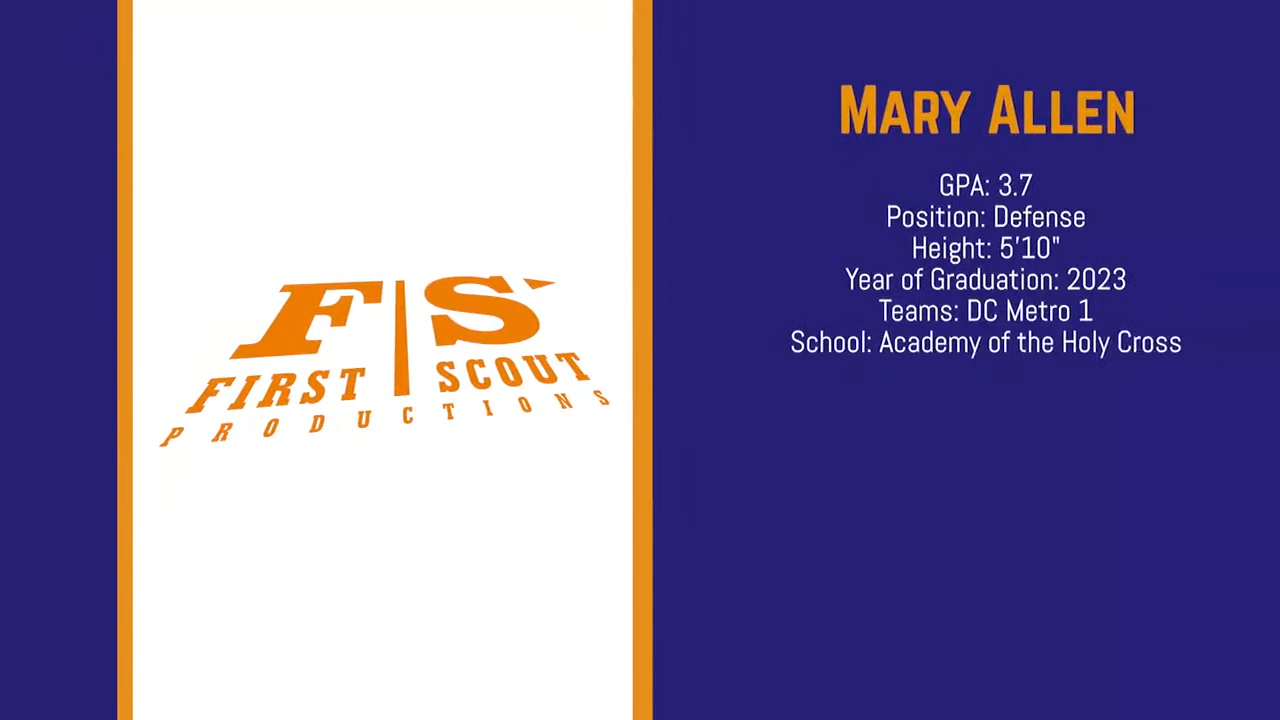 F S
FIRST SCOUT
PRODUCTIONS
MARY ALLEN
GPA: 3.7
Position: Defense
Height: 5'10"
Year of Graduation: 2023
Teams: DC Metro 1
School: Academy of the Holy Cross